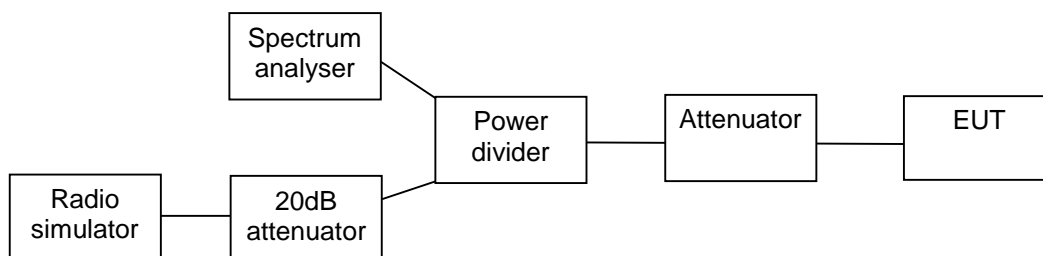 Spectrum
analyser
Power
divider
Attenuator
EUT
Radio
simulator
20dB
attenuator